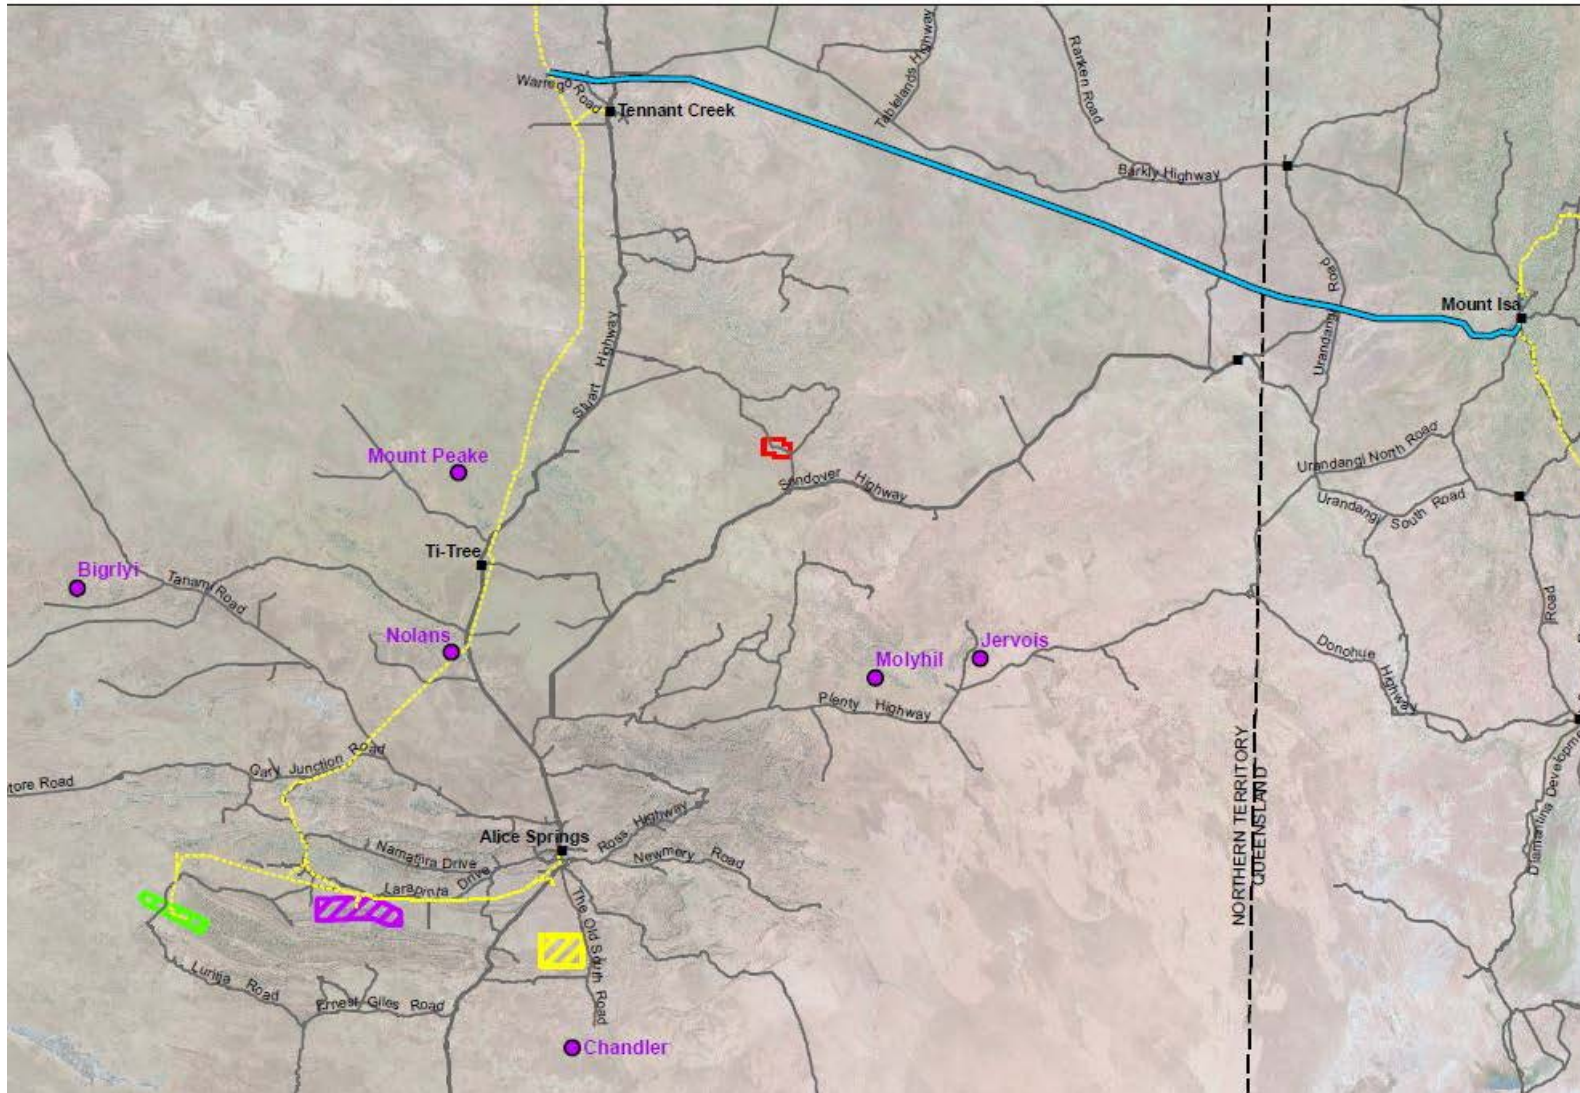 Tablelands Highway
Ranken Road
Warrego Road
Tennant Creek
Barkly Highway
Urandangi Road
Mount Isa
Stuart Highway
Mount Peake
Sandover Highway
Urandangi North Road
Urandangi South Road
Ti-Tree
Bigrlyi
Tanami Road
Nolans
Jervois
Molyhil
Plenty Highway
Donohue Highway
Road
Gary Junction Road
tore Road
NORTHERN TERRITORY
QUEENSLAND
Diamantina Developme
Alice Springs
Ross Highway
Namatjira Drive
Larapinta Drive
Newmery Road
The Old South Road
Luritja Road
Ernest Giles Road
Chandler